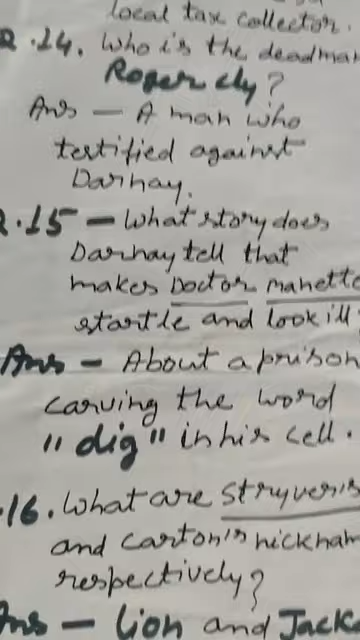 local tax collector.
.14. Who is the deadman
Roger cly?
Ans - A man who
testified against
Darnay.
.15 - What story does
Darnay tell that
makes Doctor manette
startle and look ill
Ans - About a prison
carving the word
"dig" in his cell.
.16. What are stryver's
and carton's nickham
respectively?
Ans - Lion and Jack